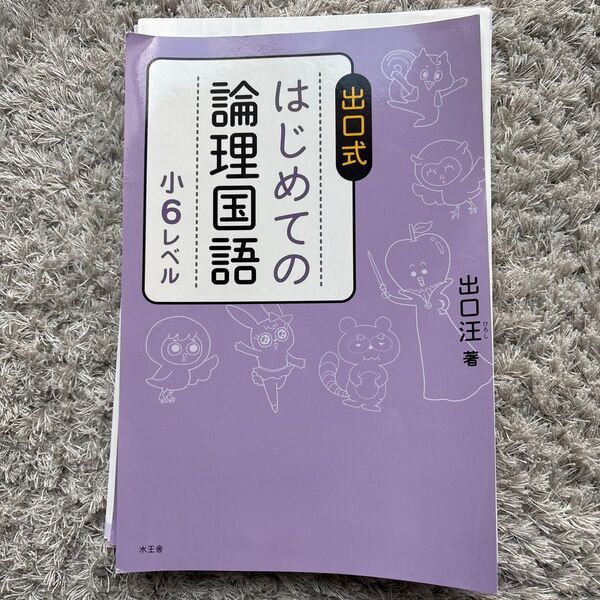 出口式
はじめての
論理国語
小6レベル
出口汪 著
ひろし
水王舎